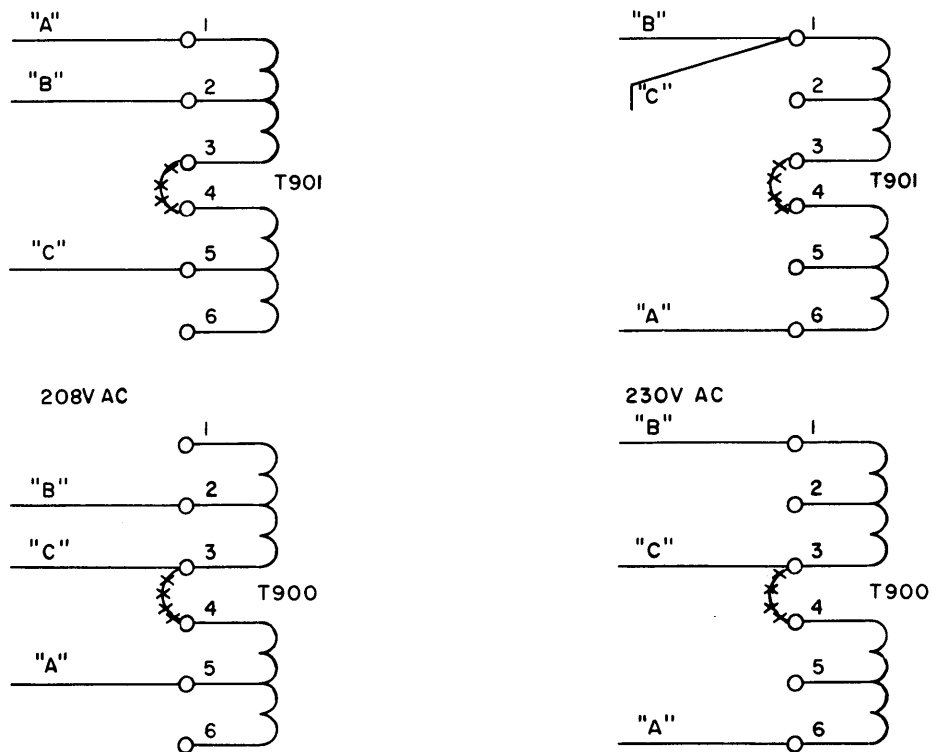 "A" 1
"B" 2
3
T901
4
"C" 5
6
208V AC
1
"B" 2
"C" 3
T900
4
"A" 5
6
"B" 1
"C" 2
3
T901
4
5
"A" 6
230V AC
"B" 1
2
"C" 3
T900
4
5
"A" 6